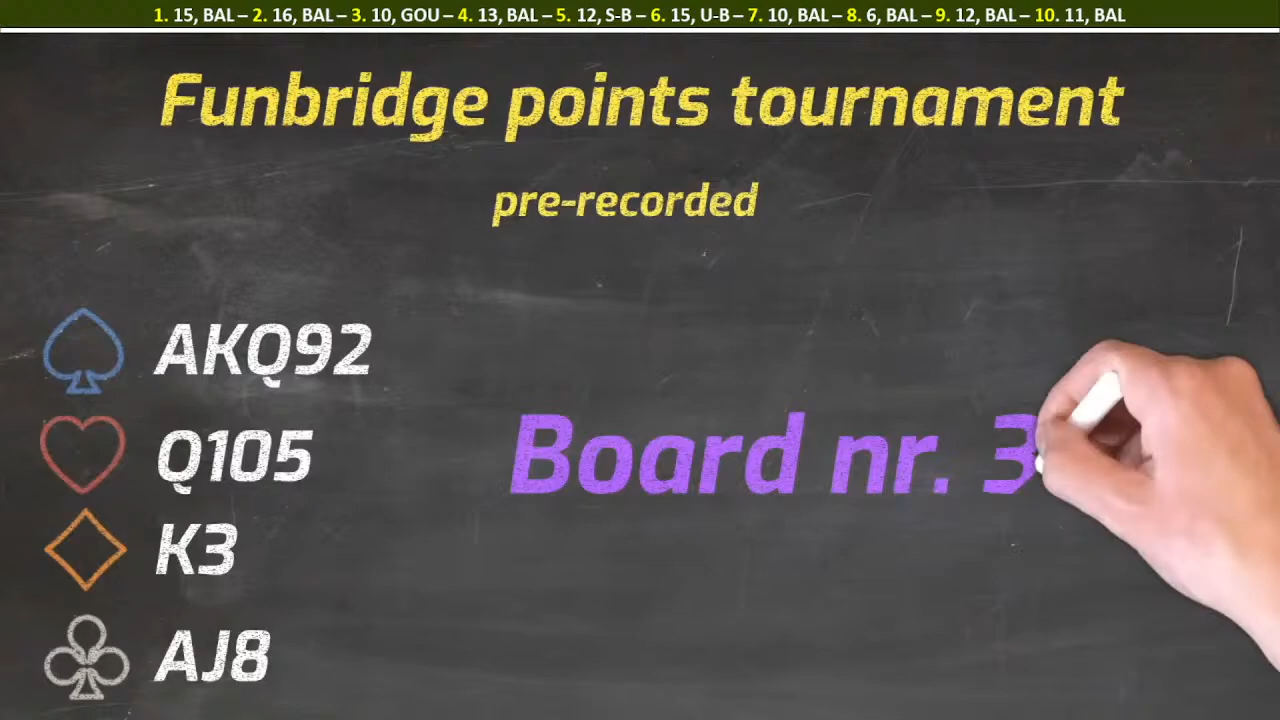 1. 15, BAL – 2. 16, BAL – 3. 10, GOU – 4. 13, BAL – 5. 12, S-B – 6. 15, U-B – 7. 10, BAL – 8. 6, BAL – 9. 12, BAL – 10. 11, BAL
Funbridge points tournament
pre-recorded
AKQ92
Q105
Board nr. 3
K3
AJ8